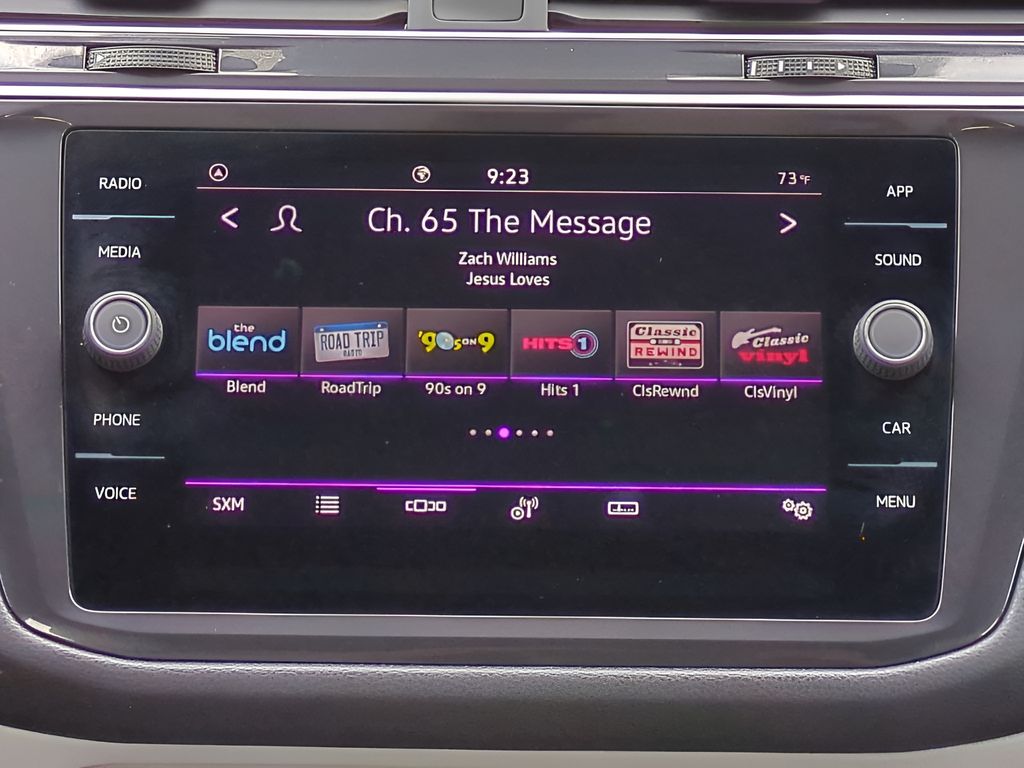 9:23
73°F
RADIO
APP
< Ch. 65 The Message >
MEDIA
SOUND
Zach Williams
Jesus Loves
the
blend
ROAD TRIP
RADIO
'90s ON 9
HITS 1
Classic
REWIND
Classic
vinyl
Blend
RoadTrip
90s on 9
Hits 1
ClsRewnd
ClsVinyl
PHONE
CAR
VOICE
SXM
MENU